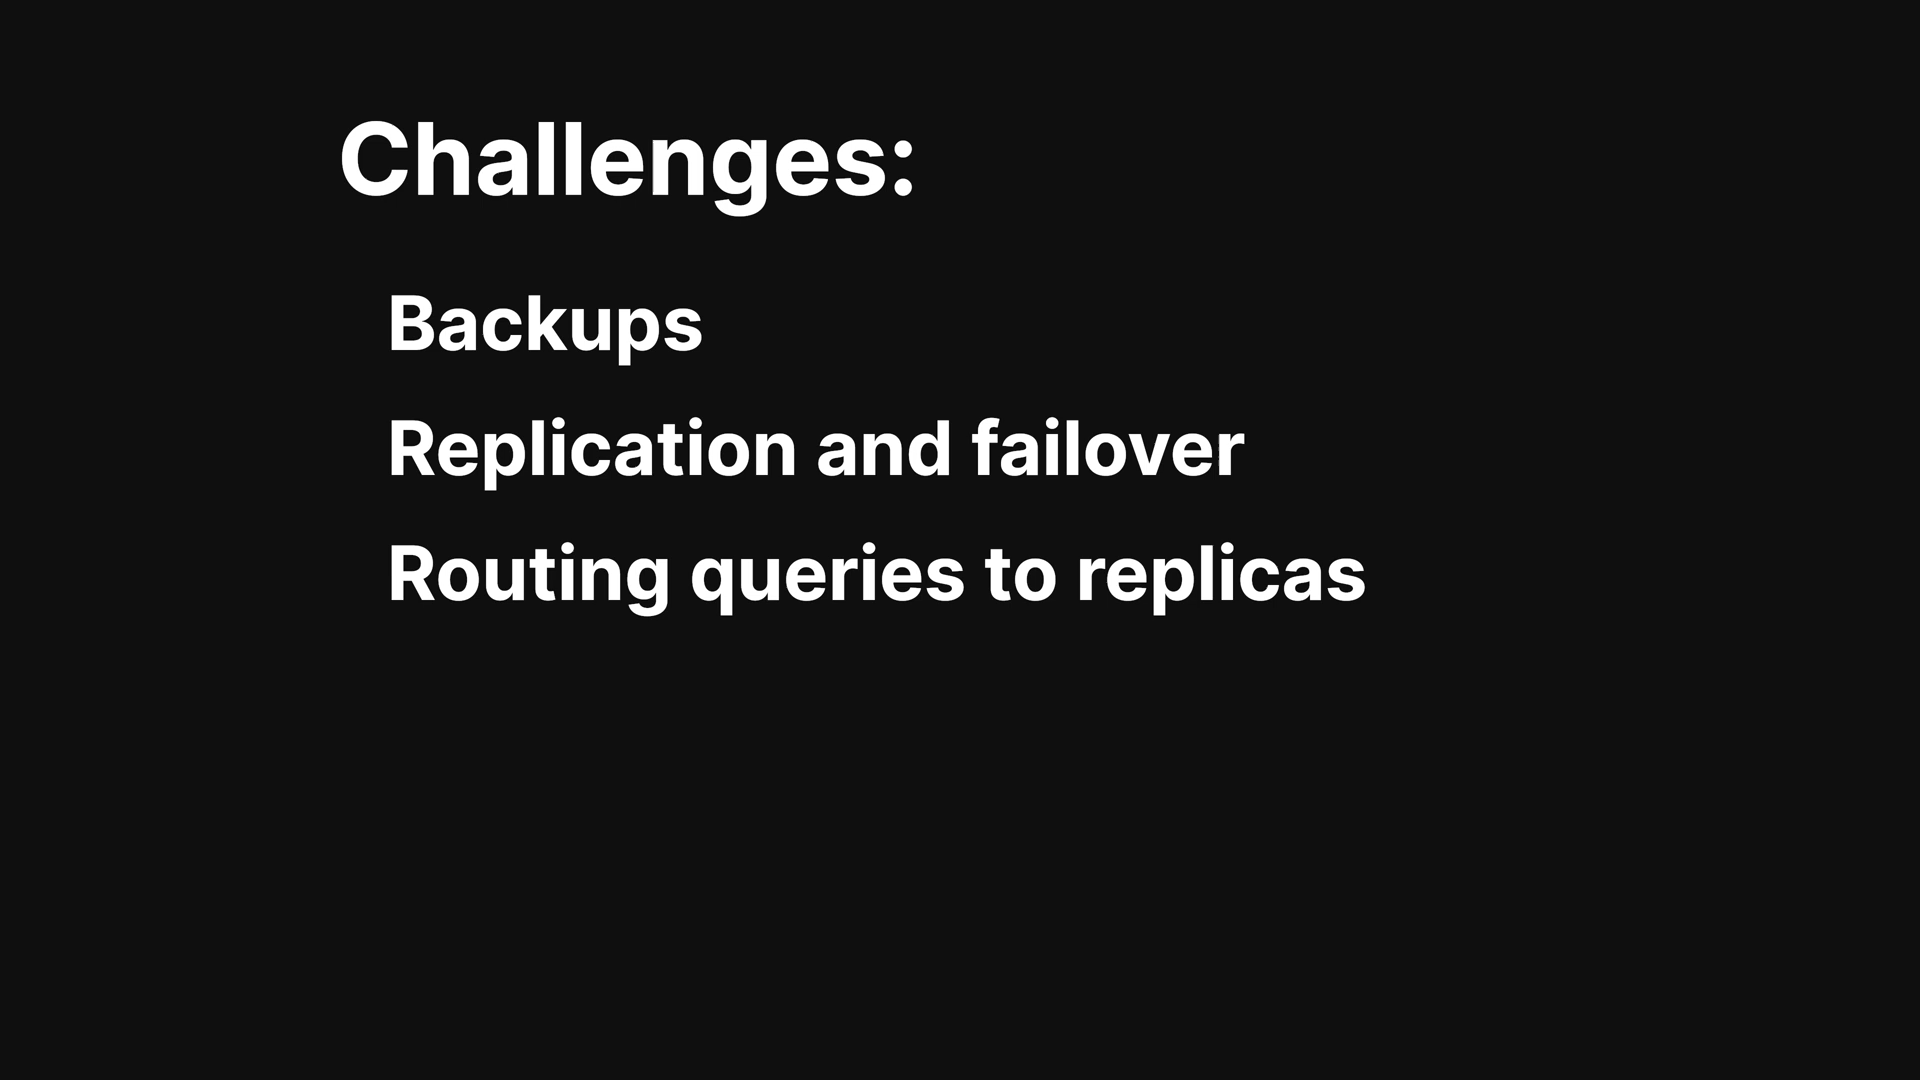 Challenges:
Backups
Replication and failover
Routing queries to replicas